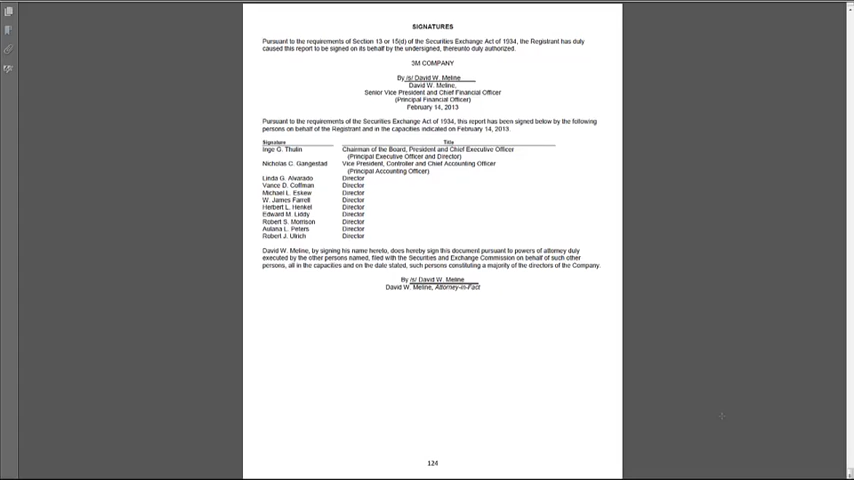 SIGNATURES
Pursuant to the requirements of Section 13 or 15(d) of the Securities Exchange Act of 1934, the Registrant has duly
caused this report to be signed on its behalf by the undersigned, thereunto duly authorized.
3M COMPANY
By /s/ David W. Meline
David W. Meline,
Senior Vice President and Chief Financial Officer
(Principal Financial Officer)
February 14, 2013
Pursuant to the requirements of the Securities Exchange Act of 1934, this report has been signed below by the following
persons on behalf of the Registrant and in the capacities indicated on February 14, 2013.
Signature Title
Inge G. Thulin Chairman of the Board, President and Chief Executive Officer
(Principal Executive Officer and Director)
Nicholas C. Gangestad Vice President, Controller and Chief Accounting Officer
(Principal Accounting Officer)
Linda G. Alvarado Director
Vance D. Coffman Director
Michael L. Eskew Director
W. James Farrell Director
Herbert L. Henkel Director
Edward M. Liddy Director
Robert S. Morrison Director
Aulana L. Peters Director
Robert J. Ulrich Director
David W. Meline, by signing his name hereto, does hereby sign this document pursuant to powers of attorney duly
executed by the other persons named, filed with the Securities and Exchange Commission on behalf of such other
persons, all in the capacities and on the date stated, such persons constituting a majority of the directors of the Company.
By /s/ David W. Meline
David W. Meline, Attorney-in-Fact
124